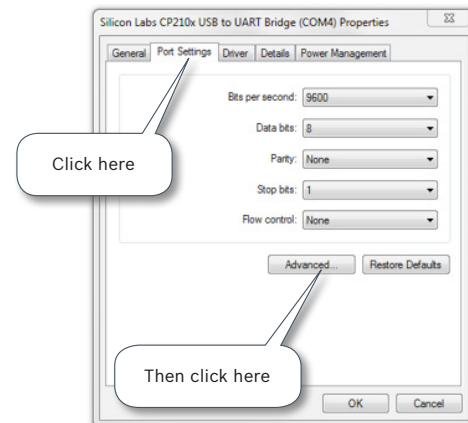 Silicon Labs CP210x USB to UART Bridge (COM4) Properties
General Port Settings Driver Details Power Management
Bits per second: 9600
Data bits: 8
Click here
Parity: None
Stop bits: 1
Flow control: None
Advanced... Restore Defaults
Then click here
OK Cancel